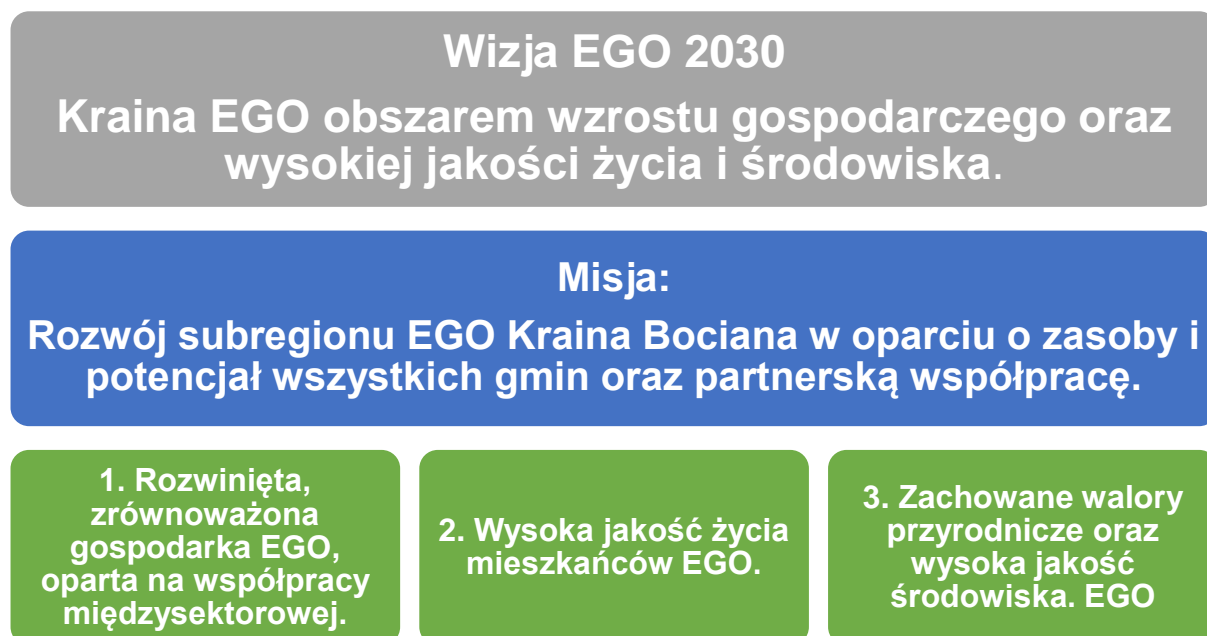 Wizja EGO 2030
Kraina EGO obszarem wzrostu gospodarczego oraz
wysokiej jakości życia i środowiska.
Misja:
Rozwój subregionu EGO Kraina Bociana w oparciu o zasoby i
potencjał wszystkich gmin oraz partnerską współpracę.
1. Rozwinięta,
zrównoważona
gospodarka EGO,
oparta na współpracy
międzysektorowej.
2. Wysoka jakość życia
mieszkańców EGO.
3. Zachowane walory
przyrodnicze oraz
wysoka jakość
środowiska. EGO